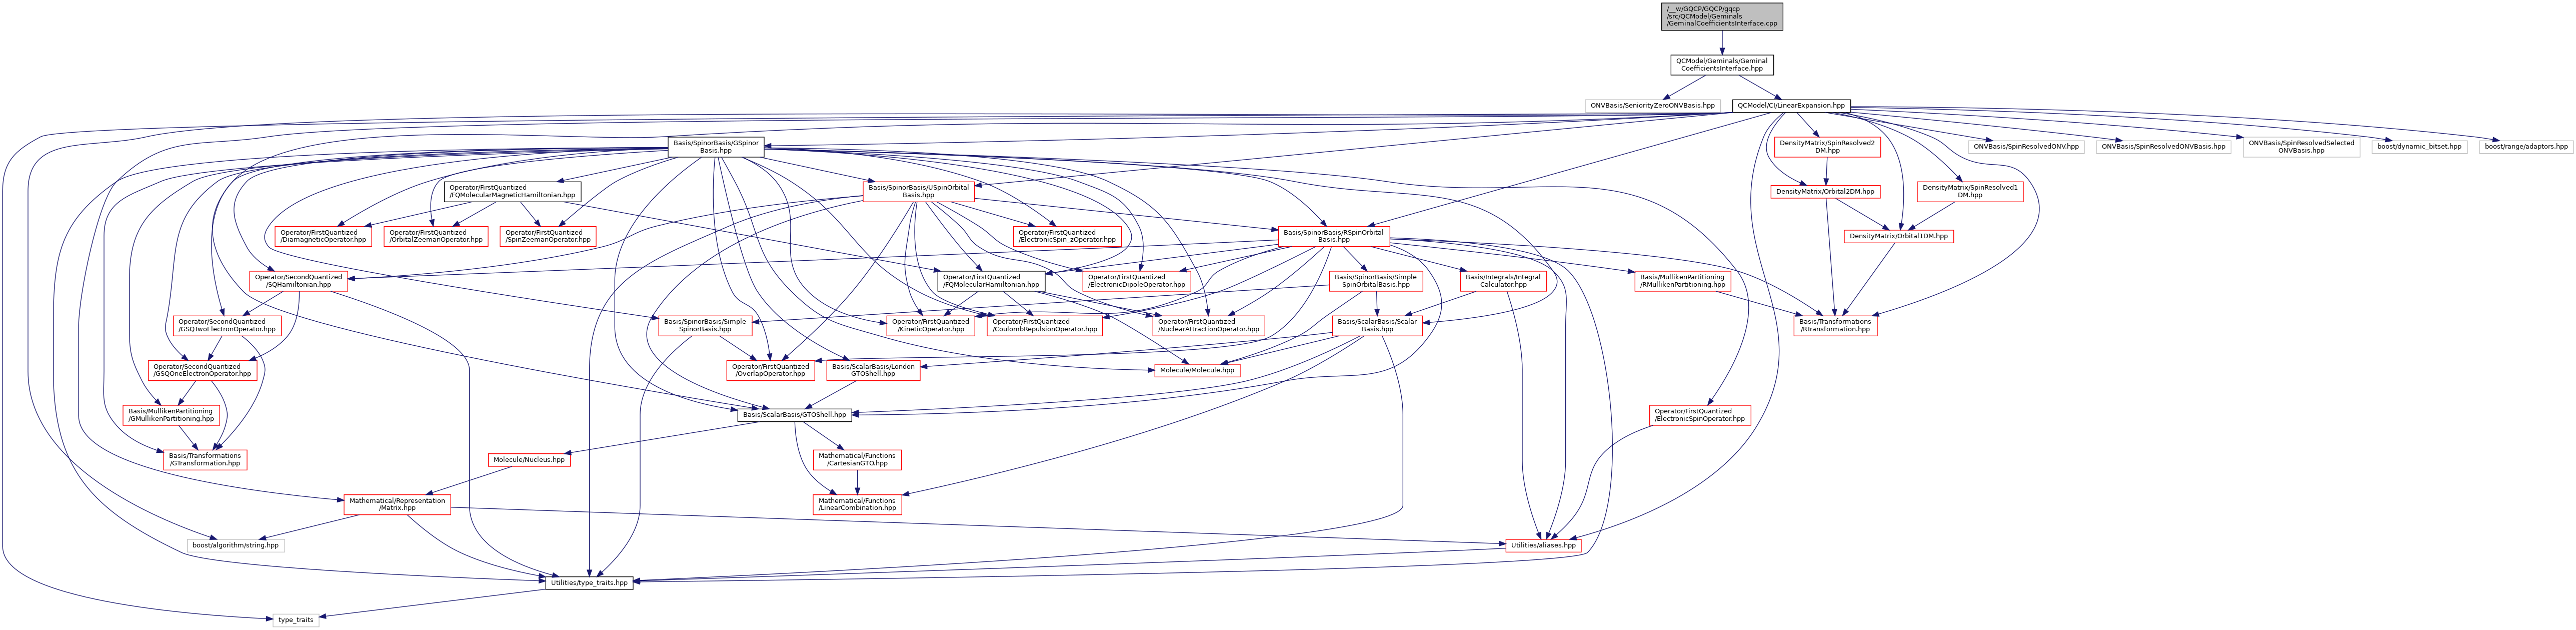 /__w/GQCP/GQCP/gqcp
/src/QCModel/Geminals
/GeminalCoefficientsInterface.cpp
QCModel/Geminals/Geminal
CoefficientsInterface.hpp
ONVBasis/SeniorityZeroONVBasis.hpp
QCModel/CI/LinearExpansion.hpp
Basis/SpinorBasis/GSpinor
Basis.hpp
DensityMatrix/SpinResolved2
DM.hpp
ONVBasis/SpinResolvedONV.hpp
ONVBasis/SpinResolvedONVBasis.hpp
ONVBasis/SpinResolvedSelected
ONVBasis.hpp
boost/dynamic_bitset.hpp
boost/range/adaptors.hpp
Operator/FirstQuantized
/FQMolecularMagneticHamiltonian.hpp
Basis/SpinorBasis/USpinOrbital
Basis.hpp
DensityMatrix/Orbital2DM.hpp
DensityMatrix/SpinResolved1
DM.hpp
Operator/FirstQuantized
/DiamagneticOperator.hpp
Operator/FirstQuantized
/OrbitalZeemanOperator.hpp
Operator/FirstQuantized
/SpinZeemanOperator.hpp
Operator/FirstQuantized
/ElectronicSpin_zOperator.hpp
Basis/SpinorBasis/RSpinOrbital
Basis.hpp
DensityMatrix/Orbital1DM.hpp
Operator/SecondQuantized
/SQHamiltonian.hpp
Operator/FirstQuantized
/FQMolecularHamiltonian.hpp
Operator/FirstQuantized
/ElectronicDipoleOperator.hpp
Basis/SpinorBasis/Simple
SpinOrbitalBasis.hpp
Basis/Integrals/Integral
Calculator.hpp
Basis/MullikenPartitioning
/RMullikenPartitioning.hpp
Operator/SecondQuantized
/GSQTwoElectronOperator.hpp
Basis/SpinorBasis/Simple
SpinorBasis.hpp
Operator/FirstQuantized
/KineticOperator.hpp
Operator/FirstQuantized
/CoulombRepulsionOperator.hpp
Operator/FirstQuantized
/NuclearAttractionOperator.hpp
Basis/ScalarBasis/Scalar
Basis.hpp
Basis/Transformations
/RTransformation.hpp
Operator/SecondQuantized
/GSQOneElectronOperator.hpp
Operator/FirstQuantized
/OverlapOperator.hpp
Basis/ScalarBasis/London
GTOShell.hpp
Molecule/Molecule.hpp
Basis/MullikenPartitioning
/GMullikenPartitioning.hpp
Basis/ScalarBasis/GTOShell.hpp
Operator/FirstQuantized
/ElectronicSpinOperator.hpp
Basis/Transformations
/GTransformation.hpp
Molecule/Nucleus.hpp
Mathematical/Functions
/CartesianGTO.hpp
Mathematical/Representation
/Matrix.hpp
Mathematical/Functions
/LinearCombination.hpp
boost/algorithm/string.hpp
Utilities/aliases.hpp
Utilities/type_traits.hpp
type_traits